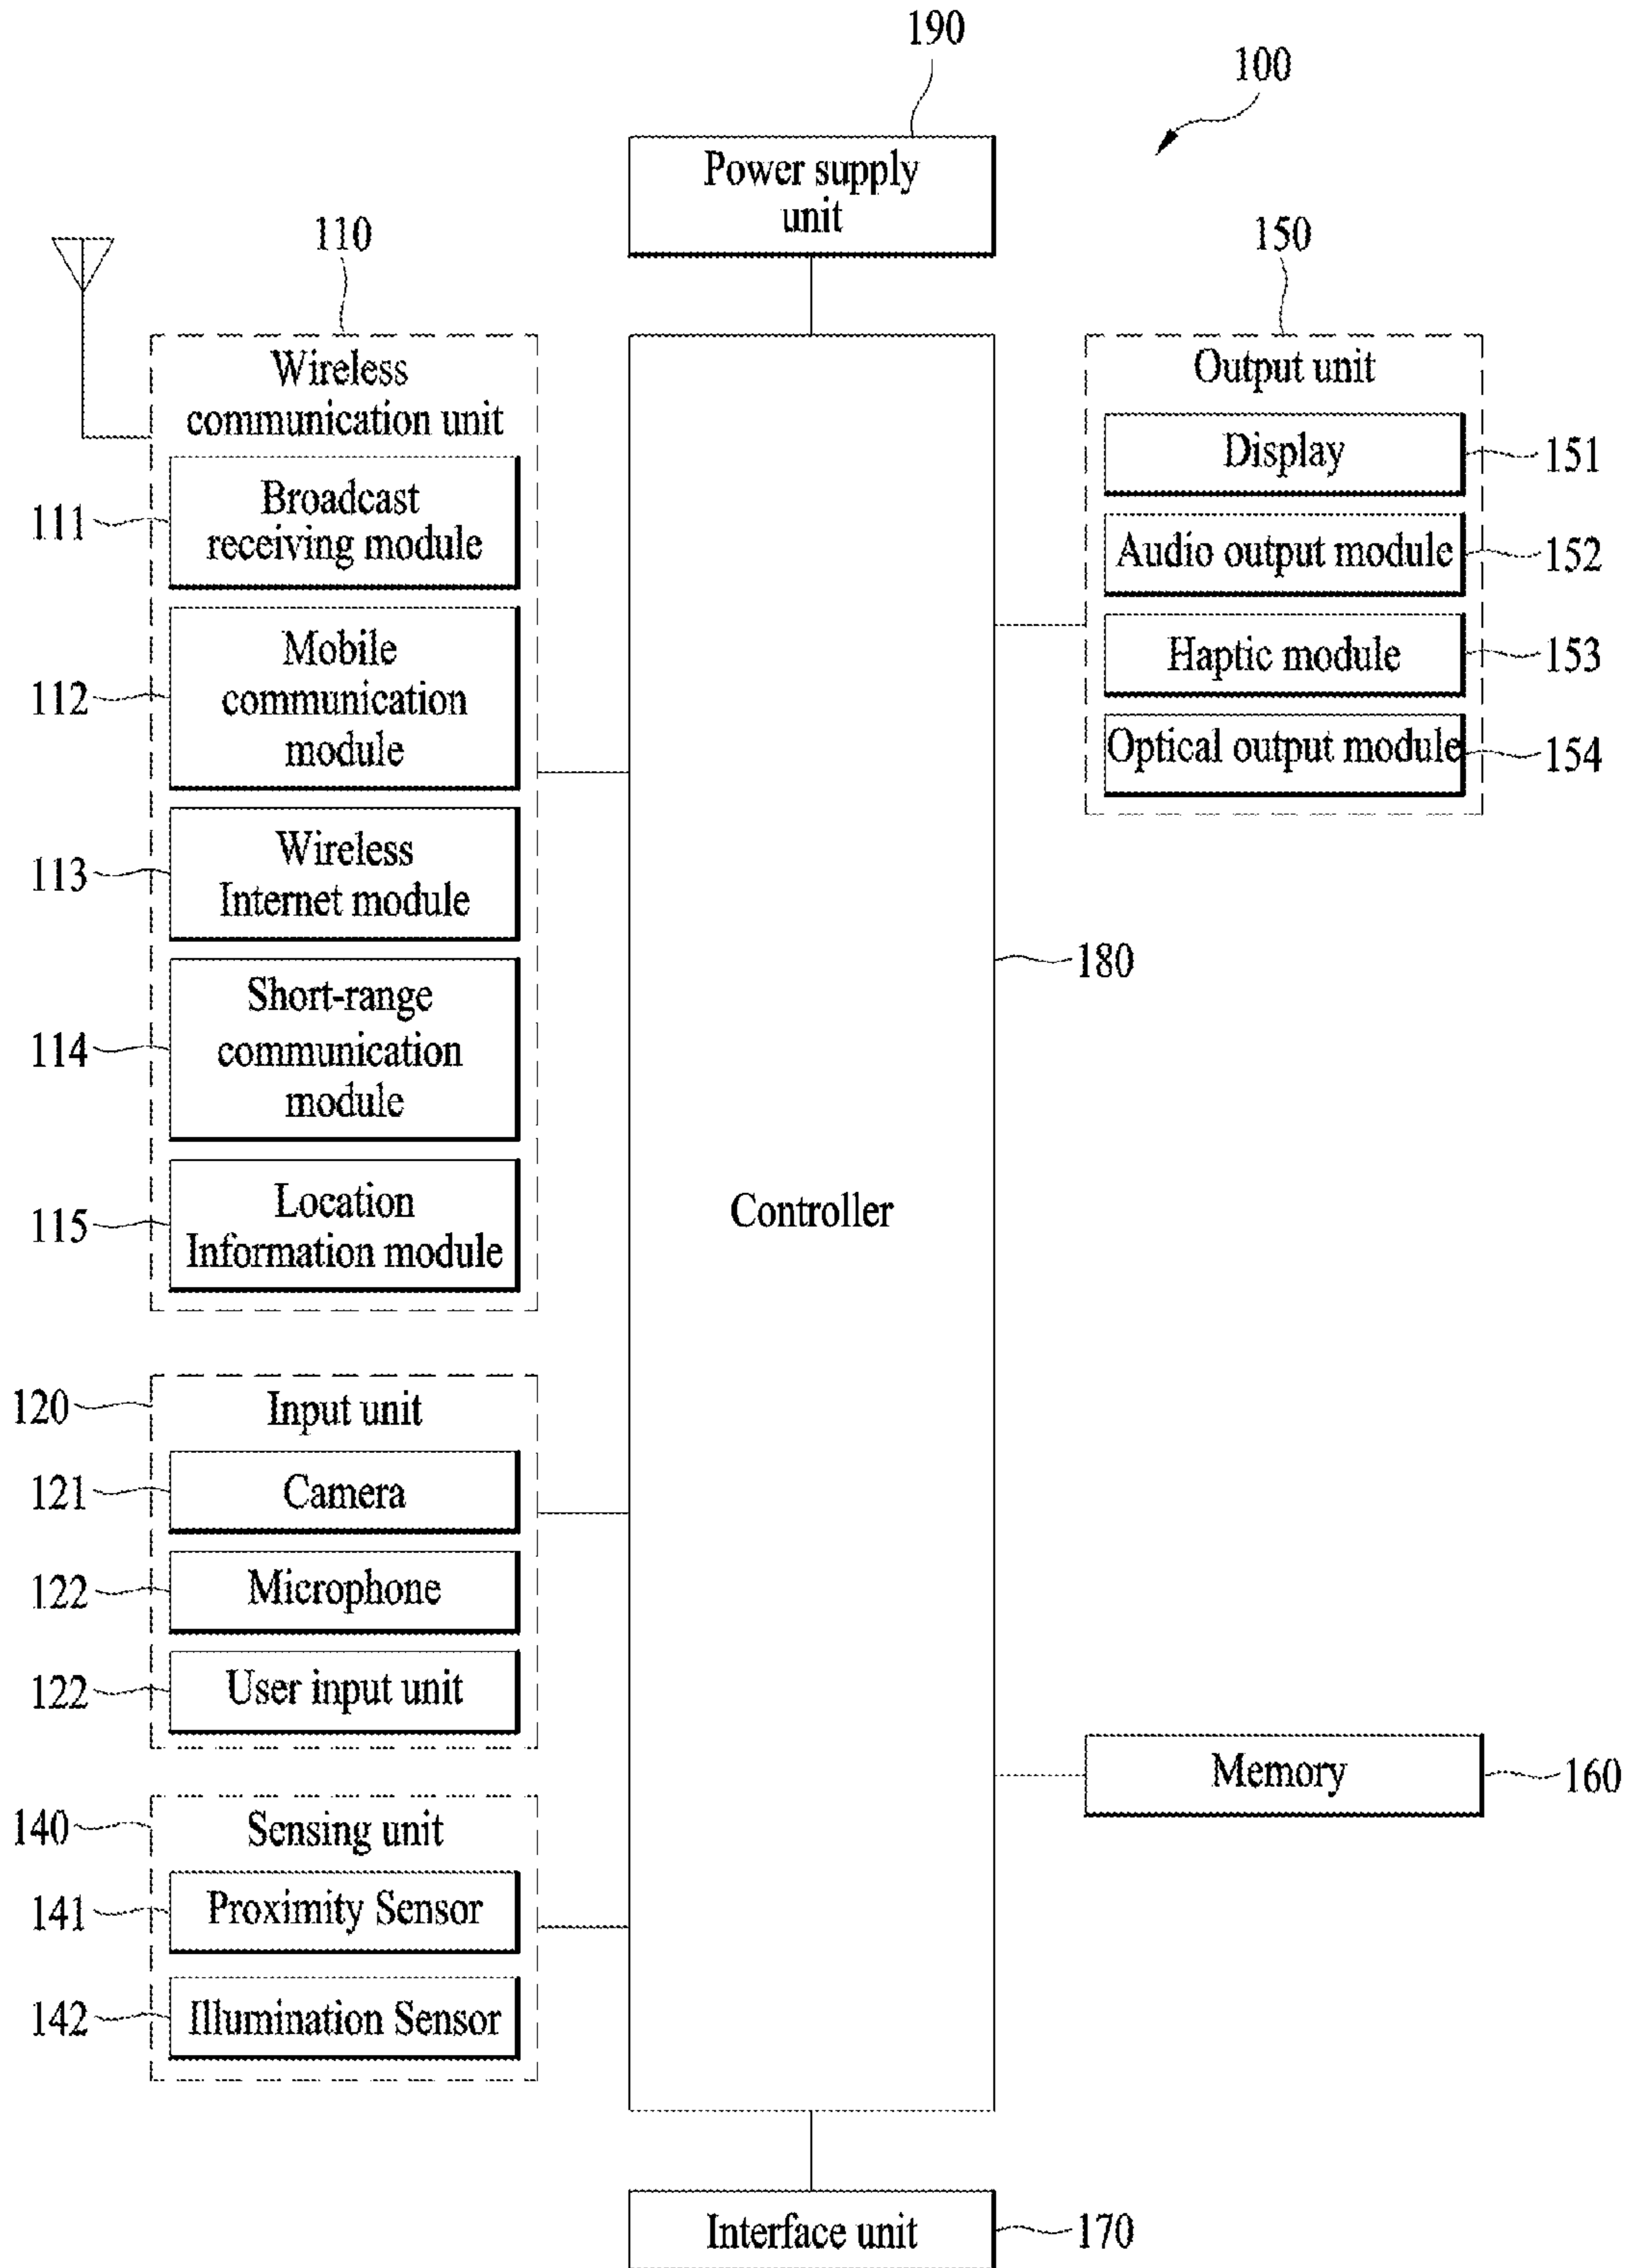 190
100
Power supply
unit
110
Wireless
communication unit
111
Broadcast
receiving module
112
Mobile
communication
module
113
Wireless
Internet module
114
Short-range
communication
module
115
Location
Information module
120
Input unit
121
Camera
122
Microphone
122
User input unit
140
Sensing unit
141
Proximity Sensor
142
Illumination Sensor
Controller
180
150
Output unit
Display
151
Audio output module
152
Haptic module
153
Optical output module
154
Memory
160
Interface unit
170